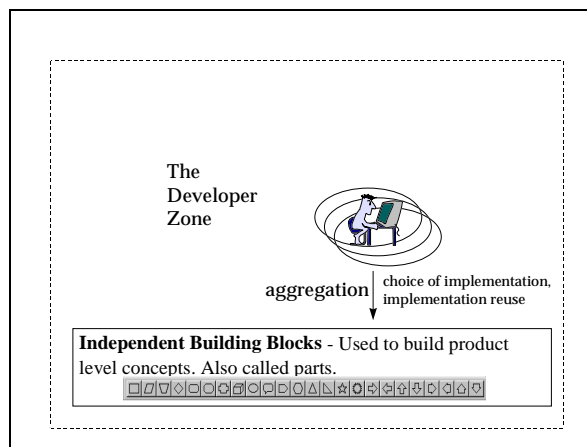 The
Developer
Zone
aggregation
choice of implementation,
implementation reuse
Independent Building Blocks - Used to build product
level concepts. Also called parts.